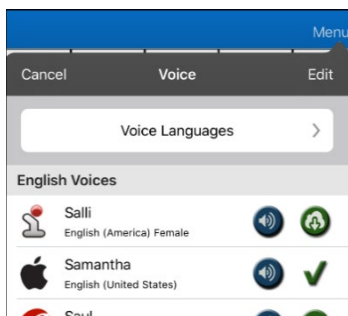 Menu
Cancel Voice Edit
Voice Languages
English Voices
Salli
English (America) Female
Samantha
English (United States)
Saul